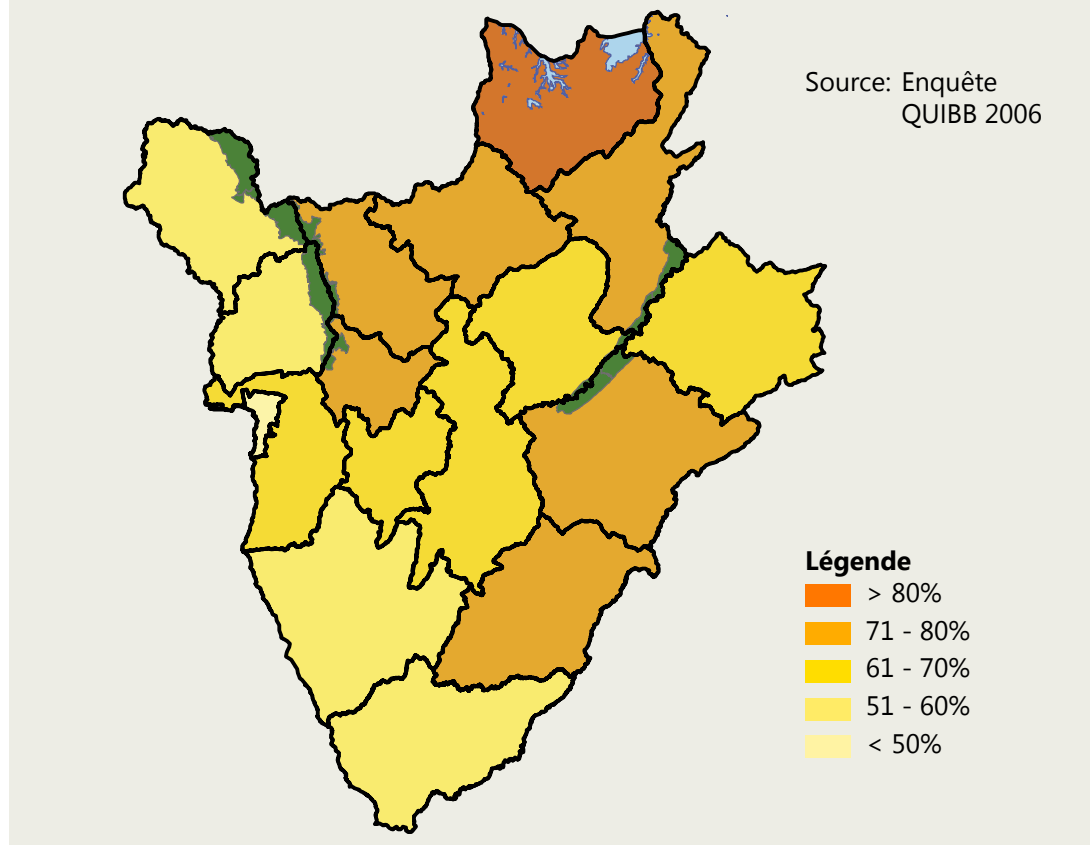 Source: Enquête
QUIBB 2006
Légende
> 80%
71 - 80%
61 - 70%
51 - 60%
< 50%